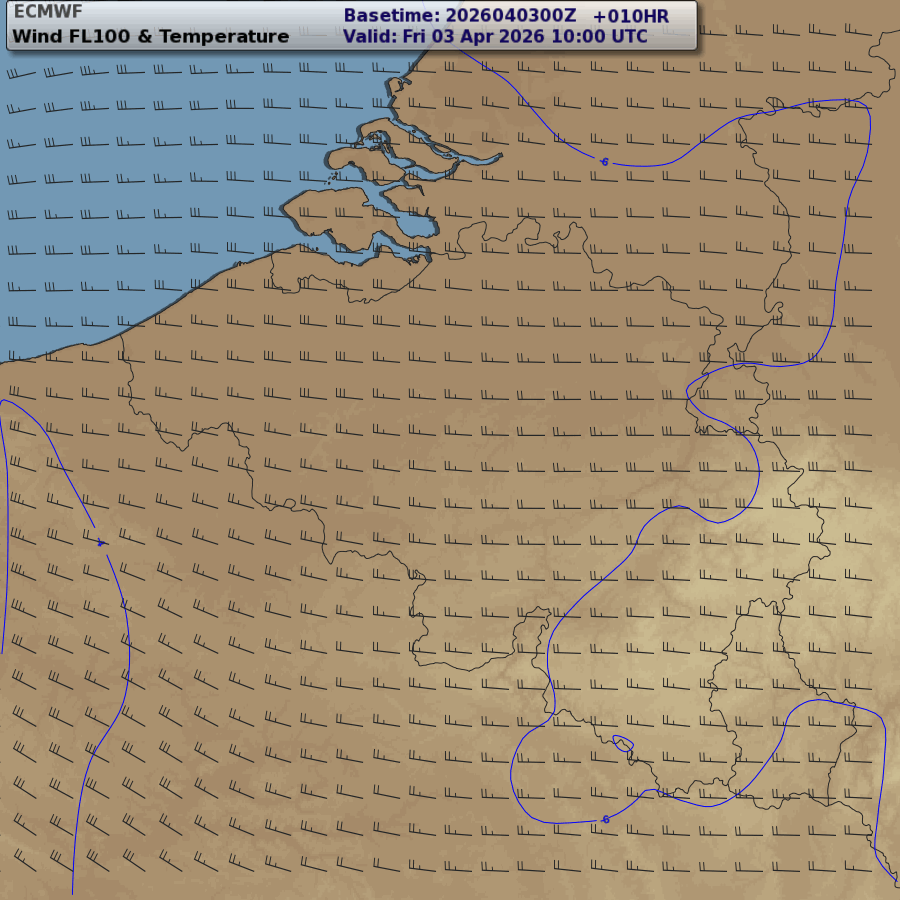 ECMWF
Basetime: 2026040300Z +010HR
Wind FL100 & Temperature
Valid: Fri 03 Apr 2026 10:00 UTC
-6
-6